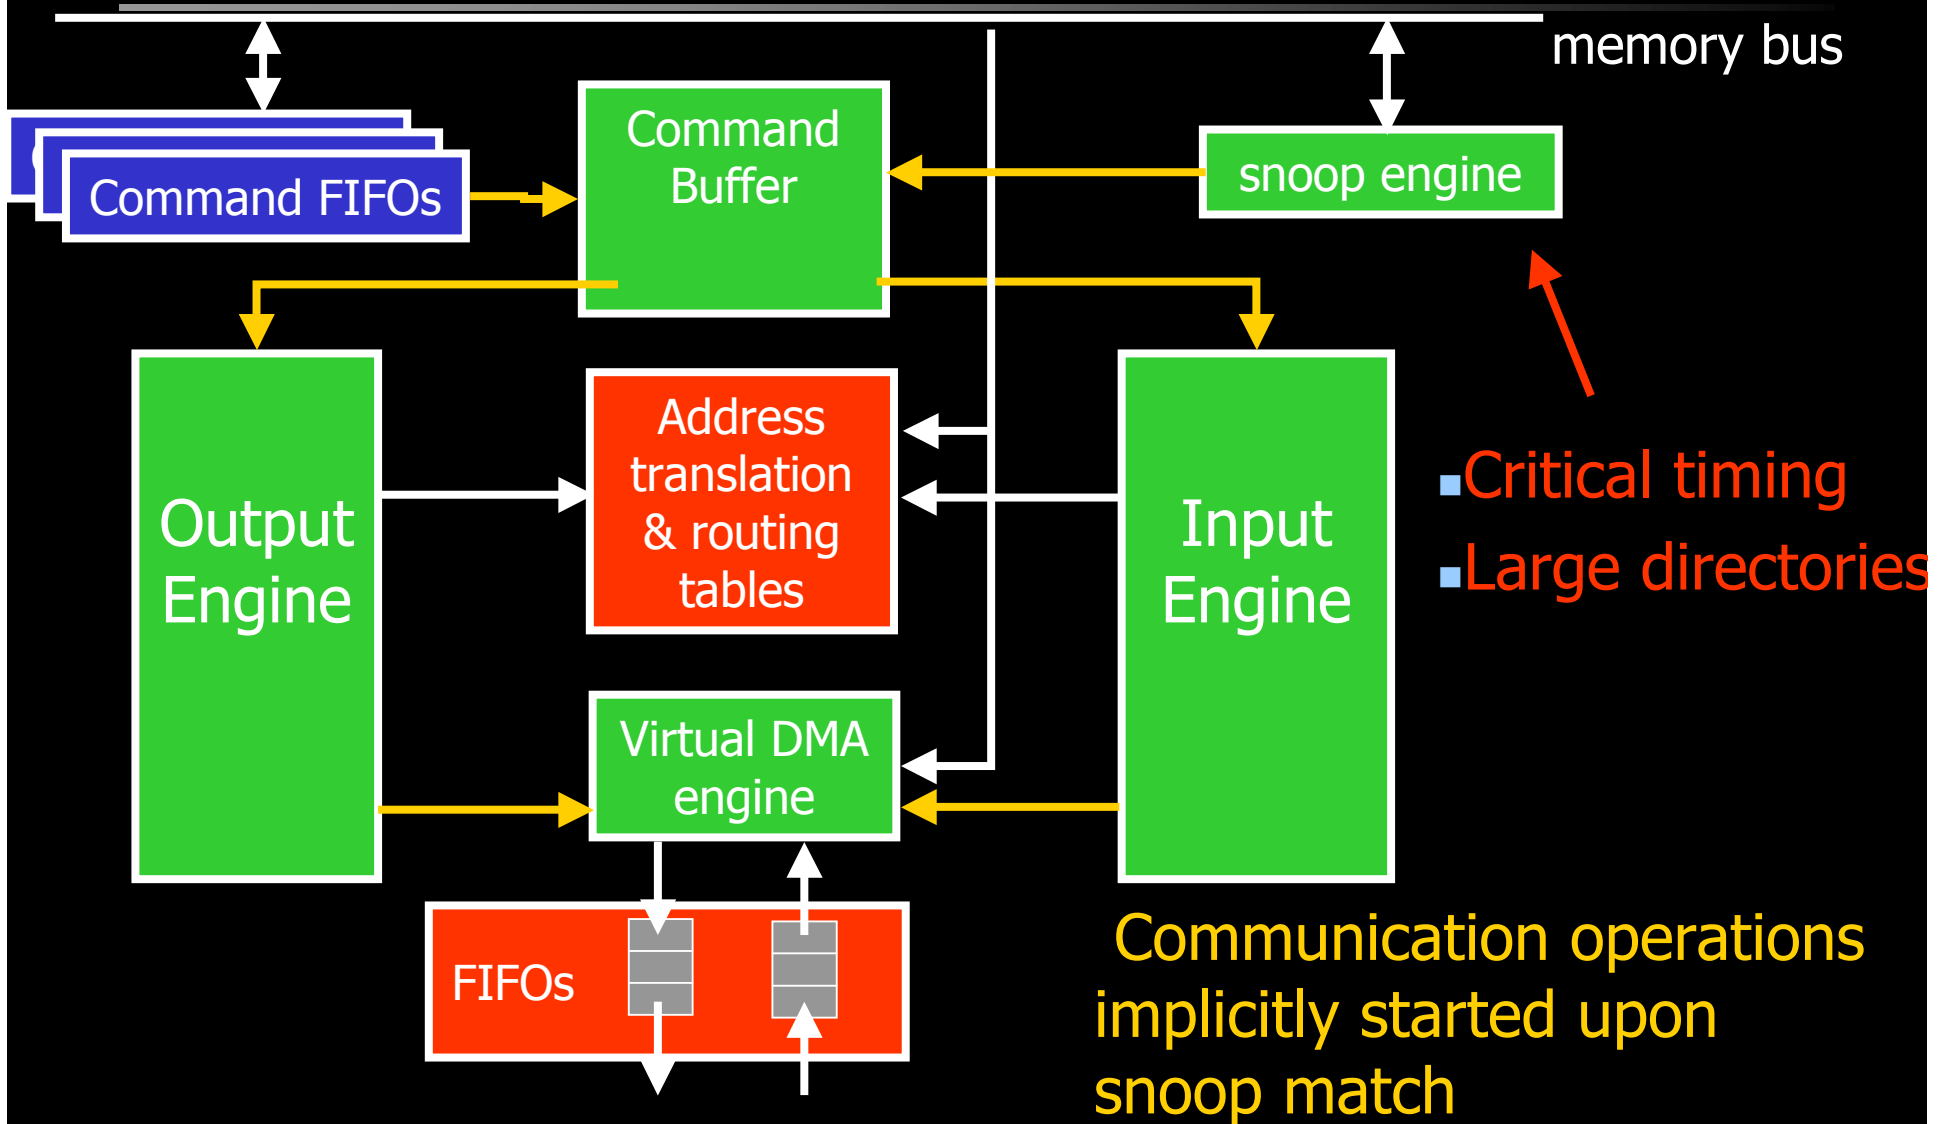 memory bus
Command
Buffer
snoop engine
Command FIFOs
Address
translation
& routing
tables
Output
Engine
Input
Engine
Critical timing
Large directories
Virtual DMA
engine
FIFOs
Communication operations
implicitly started upon
snoop match